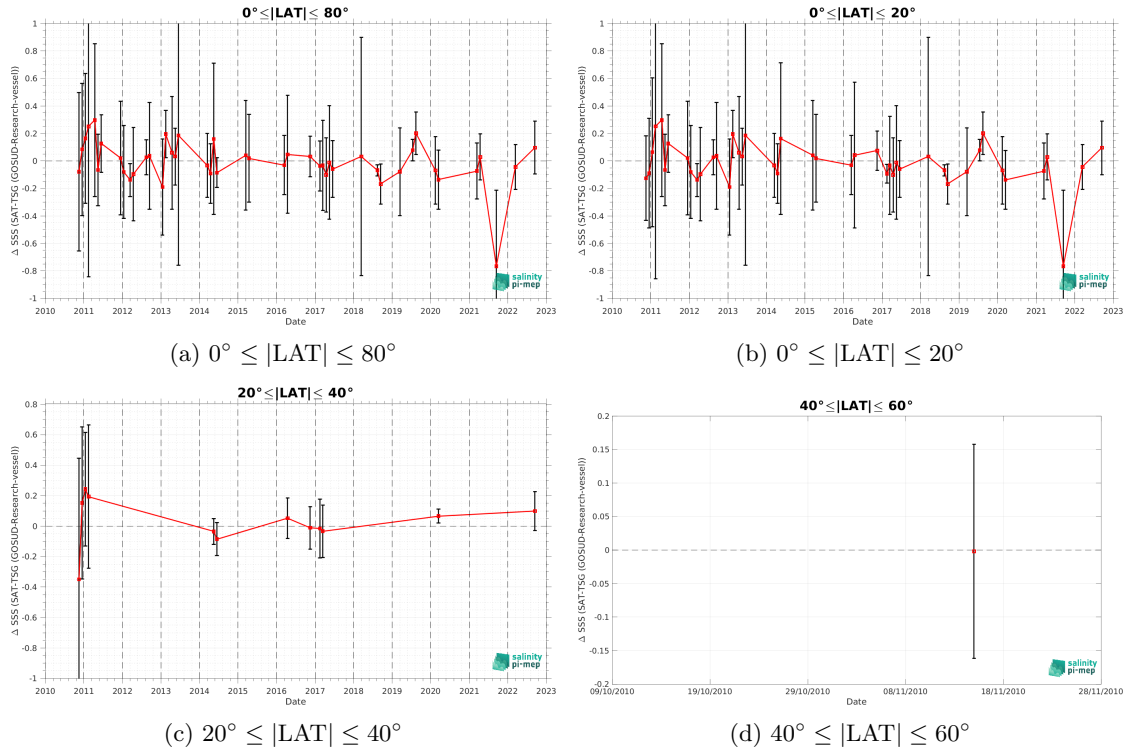 0°≤|LAT|≤ 80°
Δ SSS (SAT-TSG (GOSUD-Research-vessel))
1
0.8
0.6
0.4
0.2
0
-0.2
-0.4
-0.6
-0.8
-1
2010 2011 2012 2013 2014 2015 2016 2017 2018 2019 2020 2021 2022 2023
Date
salinity
pi-mep
(a) 0° ≤ |LAT| ≤ 80°
0°≤|LAT|≤ 20°
Δ SSS (SAT-TSG (GOSUD-Research-vessel))
1
0.8
0.6
0.4
0.2
0
-0.2
-0.4
-0.6
-0.8
-1
2010 2011 2012 2013 2014 2015 2016 2017 2018 2019 2020 2021 2022 2023
Date
salinity
pi-mep
(b) 0° ≤ |LAT| ≤ 20°
20°≤|LAT|≤ 40°
Δ SSS (SAT-TSG (GOSUD-Research-vessel))
0.8
0.6
0.4
0.2
0
-0.2
-0.4
-0.6
-0.8
-1
2010 2011 2012 2013 2014 2015 2016 2017 2018 2019 2020 2021 2022 2023
Date
salinity
pi-mep
(c) 20° ≤ |LAT| ≤ 40°
40°≤|LAT|≤ 60°
Δ SSS (SAT-TSG (GOSUD-Research-vessel))
0.2
0.15
0.1
0.05
0
-0.05
-0.1
-0.15
-0.2
09/10/2010 19/10/2010 29/10/2010 08/11/2010 18/11/2010 28/11/2010
Date
salinity
pi-mep
(d) 40° ≤ |LAT| ≤ 60°